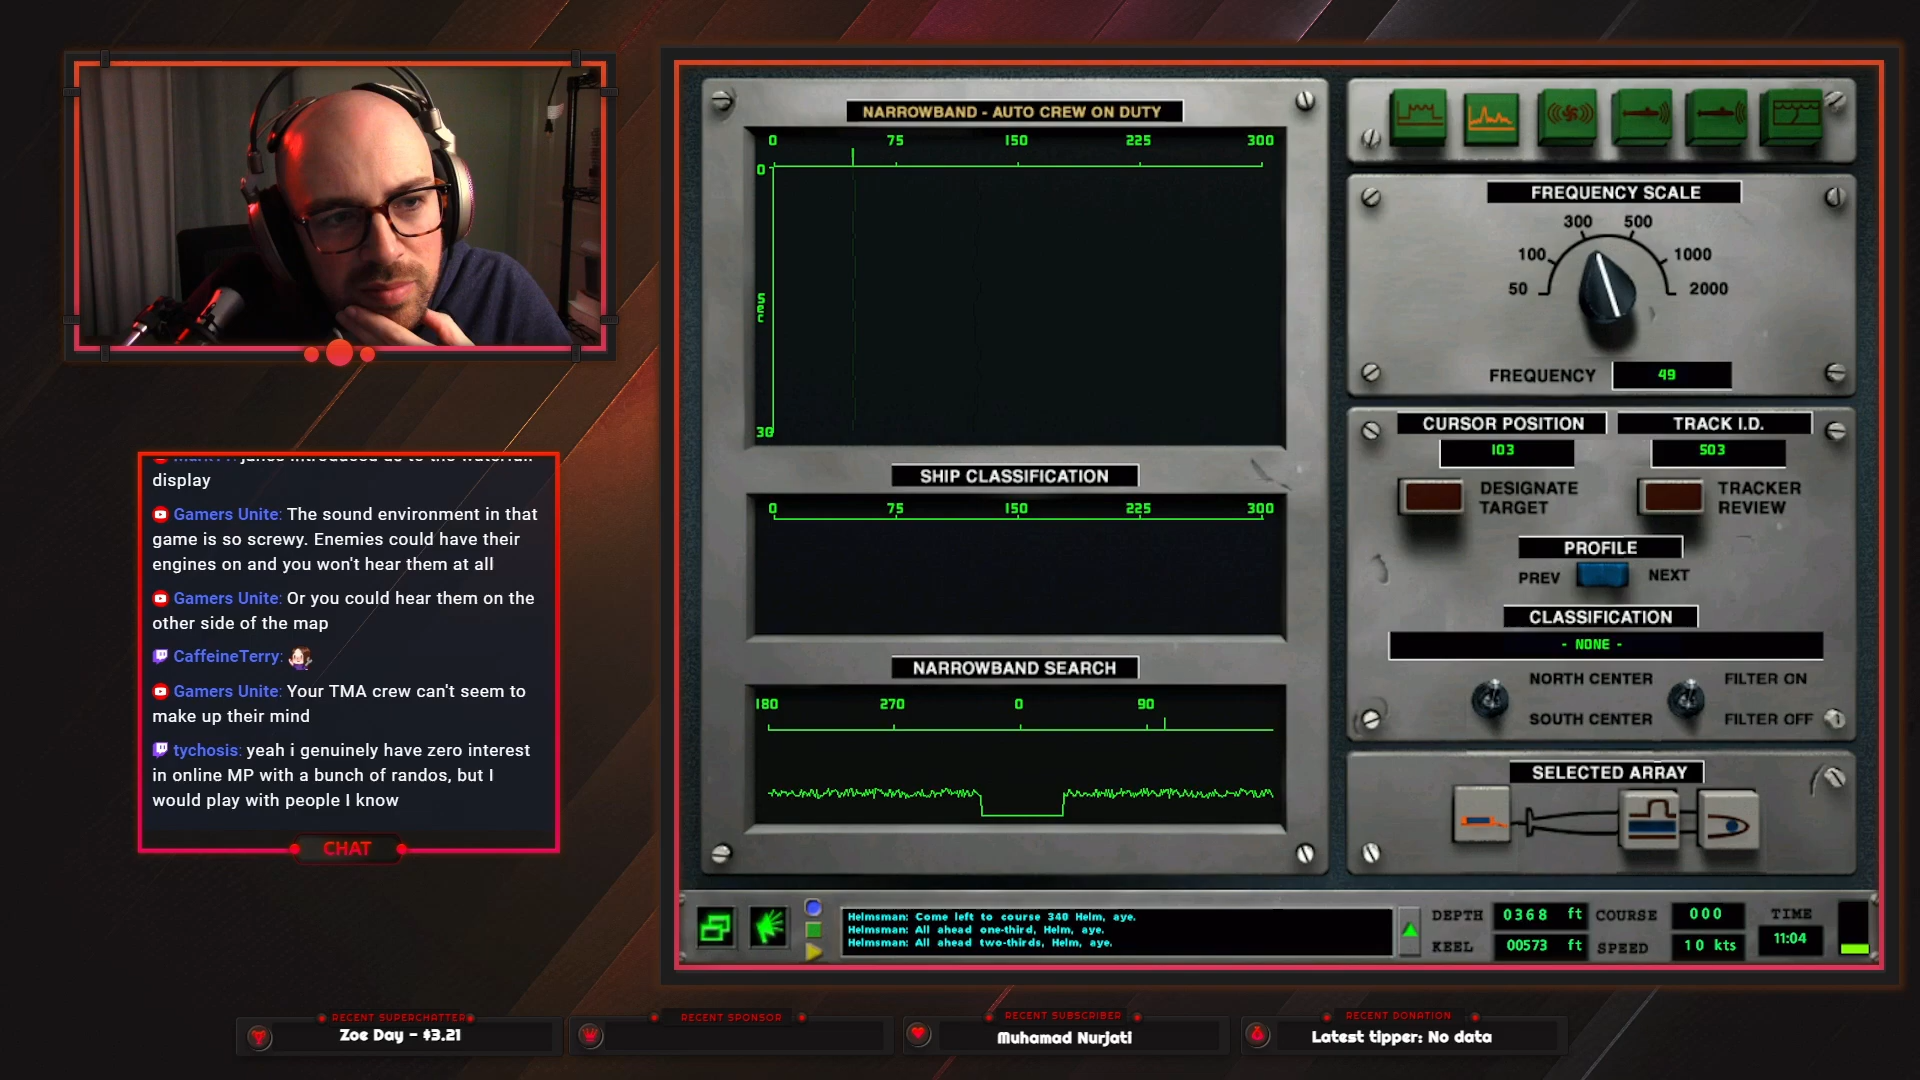 display
Gamers Unite: The sound environment in that
game is so screwy. Enemies could have their
engines on and you won't hear them at all
Gamers Unite: Or you could hear them on the
other side of the map
CaffeineTerry:
Gamers Unite: Your TMA crew can't seem to
make up their mind
tychosis: yeah i genuinely have zero interest
in online MP with a bunch of randos, but I
would play with people I know
CHAT
NARROWBAND - AUTO CREW ON DUTY
0 75 150 225 300
0
Sec
30
SHIP CLASSIFICATION
0 75 150 225 300
NARROWBAND SEARCH
180 270 0 90
FREQUENCY SCALE
300 500
100 1000
50 2000
FREQUENCY 49
CURSOR POSITION TRACK I.D.
103 503
DESIGNATE TARGET
TRACKER REVIEW
PROFILE
PREV NEXT
CLASSIFICATION
- NONE -
NORTH CENTER FILTER ON
SOUTH CENTER FILTER OFF
SELECTED ARRAY
Helmsman: Come left to course 340 Helm, aye.
Helmsman: All ahead one-third, Helm, aye.
Helmsman: All ahead two-thirds, Helm, aye.
DEPTH 0368 ft COURSE 000 TIME
KEEL 00573 ft SPEED 10 kts 11:04
RECENT SUPERCHATTER
Zoe Day - $3.21
RECENT SPONSOR
RECENT SUBSCRIBER
Muhamad Nurjati
RECENT DONATION
Latest tipper: No data